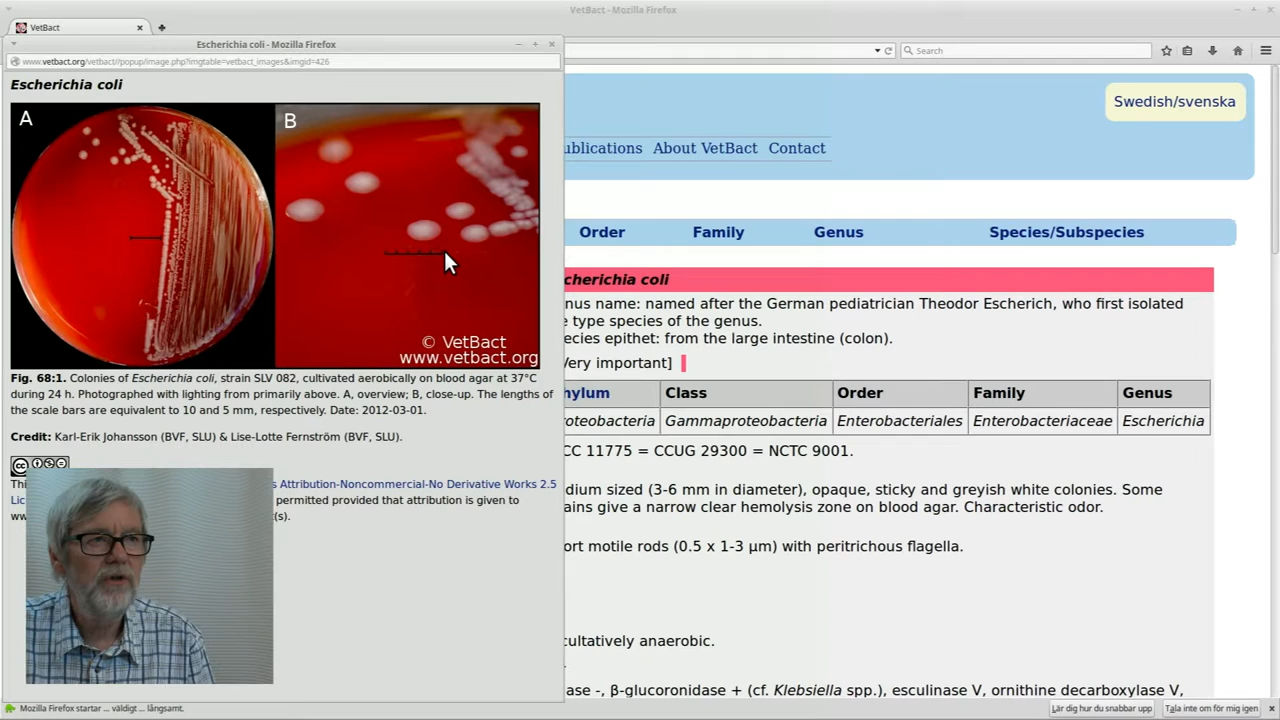 VetBact - Mozilla Firefox
VetBact
Escherichia coli - Mozilla Firefox
www.vetbact.org/vetbact//popup/image.php?imgtable=vetbact_images&imgid=426
Search
Escherichia coli
A
B
© VetBact
www.vetbact.org
Swedish/svenska
ublications About VetBact Contact
Order Family Genus Species/Subspecies
Fig. 68:1. Colonies of Escherichia coli, strain SLV 082, cultivated aerobically on blood agar at 37°C
during 24 h. Photographed with lighting from primarily above. A, overview; B, close-up. The lengths of
the scale bars are equivalent to 10 and 5 mm, respectively. Date: 2012-03-01.
Credit: Karl-Erik Johansson (BVF, SLU) & Lise-Lotte Fernström (BVF, SLU).
Thi s Attribution-Noncommercial-No Derivative Works 2.5
Lic permitted provided that attribution is given to
ww (s).
cherichia coli
nus name: named after the German pediatrician Theodor Escherich, who first isolated
e type species of the genus.
ecies epithet: from the large intestine (colon).
Very important]
hylum Class Order Family Genus
oteobacteria Gammaproteobacteria Enterobacteriales Enterobacteriaceae Escherichia
CC 11775 = CCUG 29300 = NCTC 9001.
dium sized (3-6 mm in diameter), opaque, sticky and greyish white colonies. Some
ains give a narrow clear hemolysis zone on blood agar. Characteristic odor.
ort motile rods (0.5 x 1-3 µm) with peritrichous flagella.
cultatively anaerobic.
ase -, β-glucoronidase + (cf. Klebsiella spp.), esculinase V, ornithine decarboxylase V,
Mozilla Firefox startar ... väldigt ... långsamt.
Lär dig hur du snabbar upp
Tala inte om för mig igen